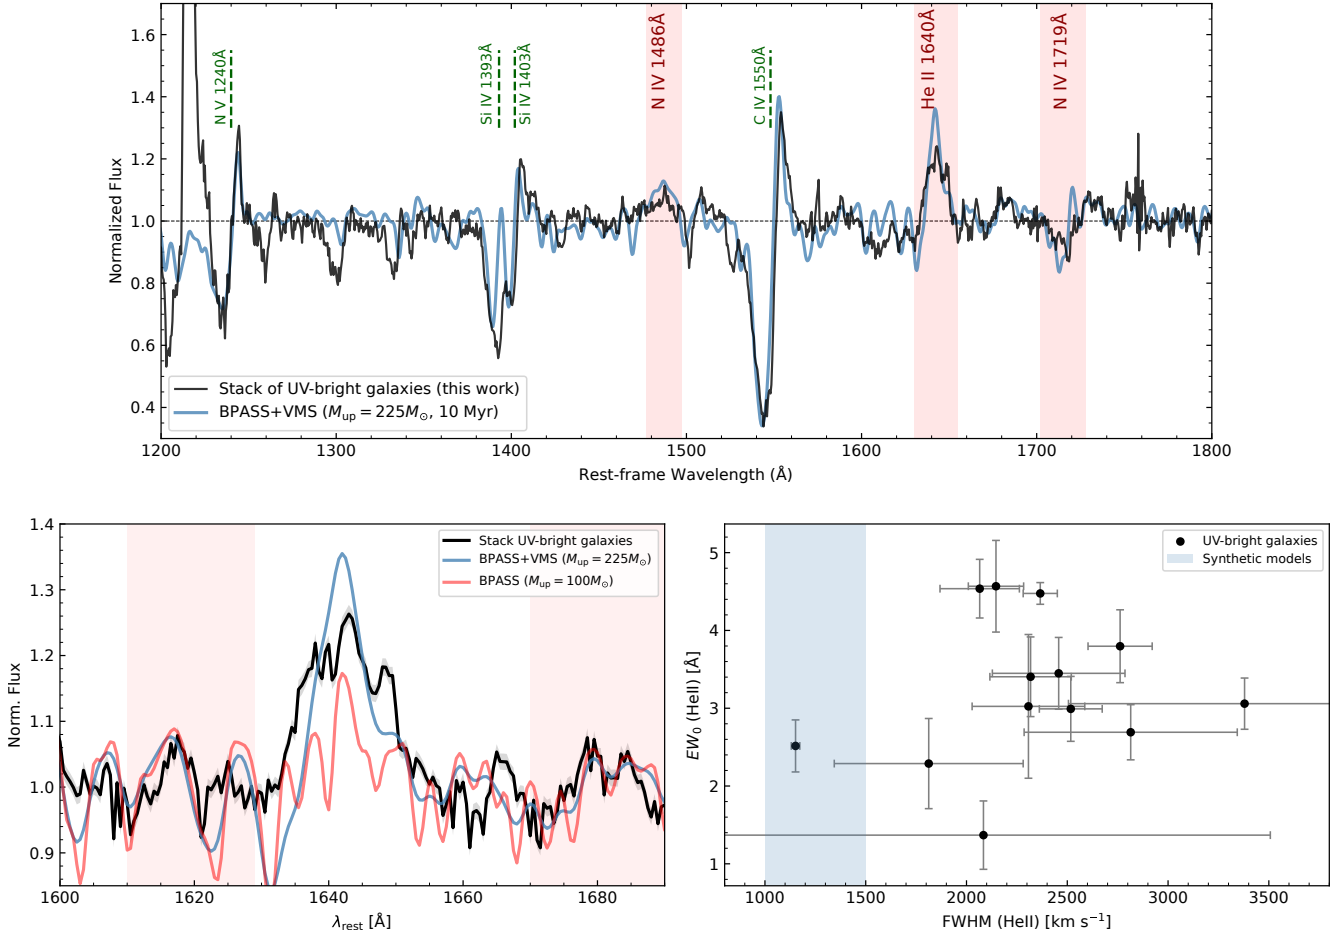 1.6
1.4
1.2
1.0
0.8
0.6
0.4
Normalized Flux
N V 1240Å
Si IV 1393Å
Si IV 1403Å
N IV 1486Å
C IV 1550Å
He II 1640Å
N IV 1719Å
Stack of UV-bright galaxies (this work)
BPASS+VMS (M_up = 225M_⊙, 10 Myr)
1200 1300 1400 1500 1600 1700 1800
Rest-frame Wavelength (Å)
1.4
1.3
1.2
1.1
1.0
0.9
Norm. Flux
Stack UV-bright galaxies
BPASS+VMS (M_up = 225M_⊙)
BPASS (M_up = 100M_⊙)
1600 1620 1640 1660 1680
λ_rest [Å]
5
4
3
2
1
EW₀ (HeII) [Å]
UV-bright galaxies
Synthetic models
1000 1500 2000 2500 3000 3500
FWHM (HeII) [km s⁻¹]